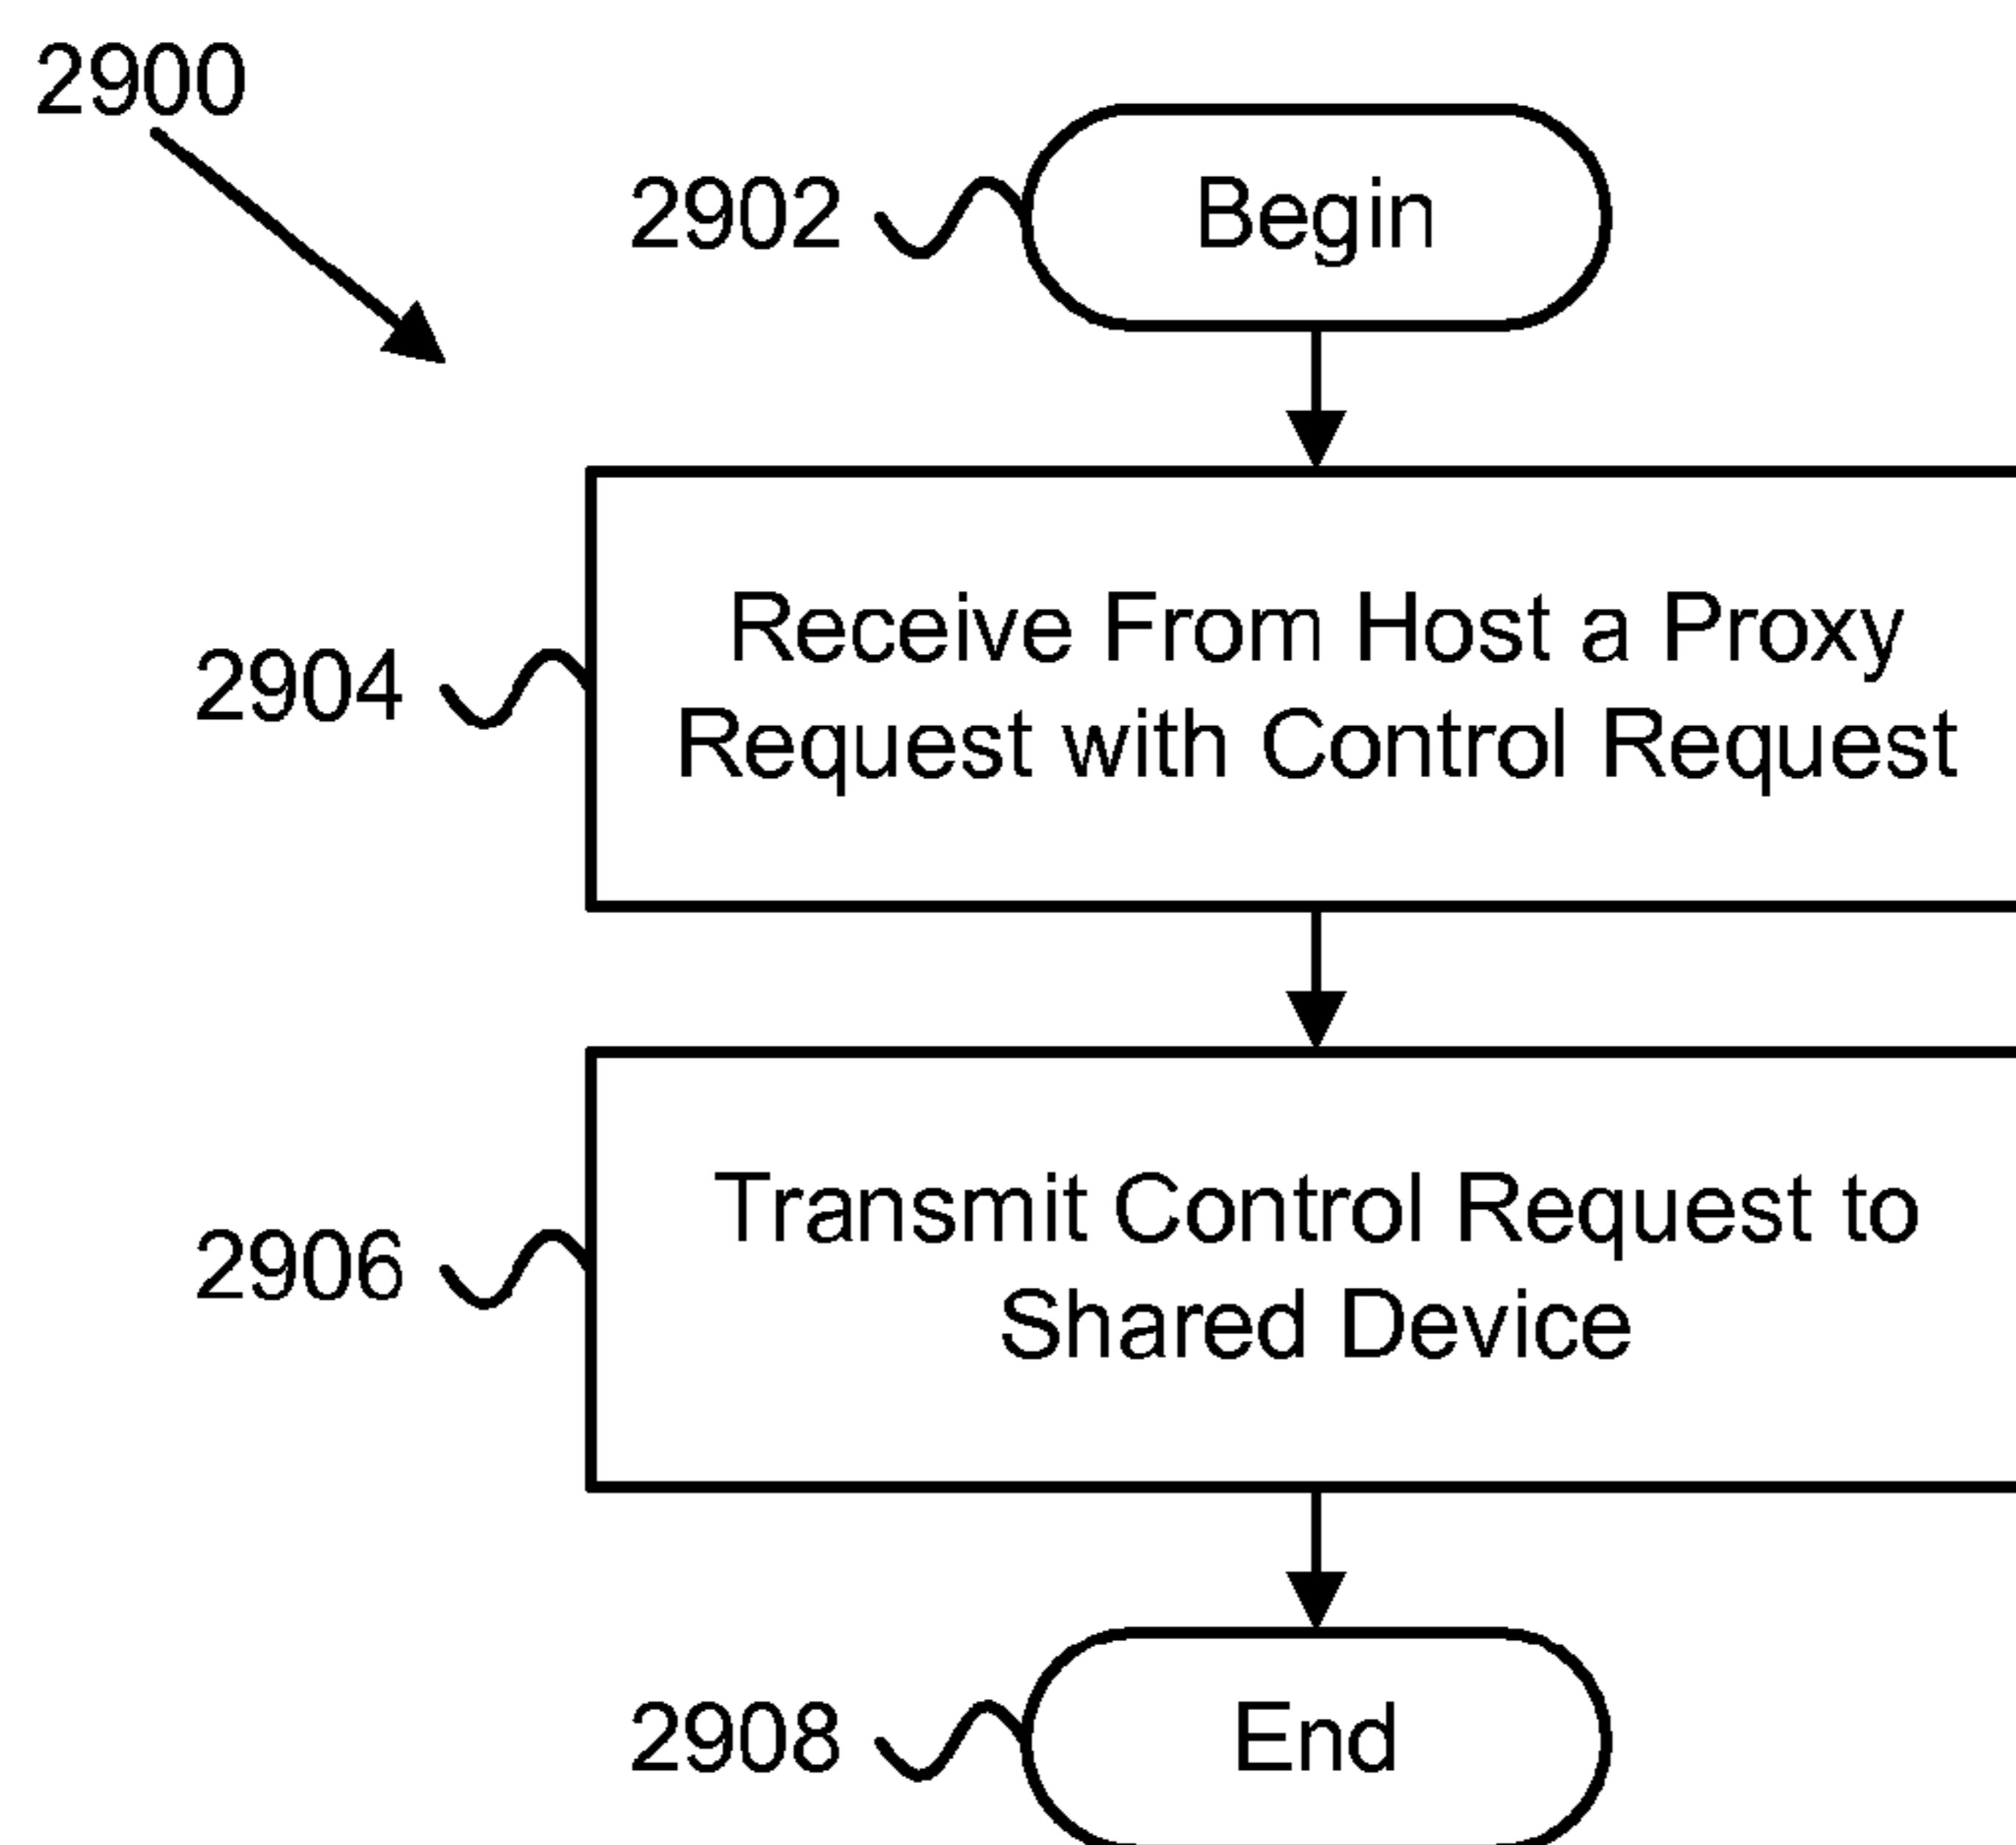 2900
2902
Begin
2904
Receive From Host a Proxy
Request with Control Request
2906
Transmit Control Request to
Shared Device
2908
End